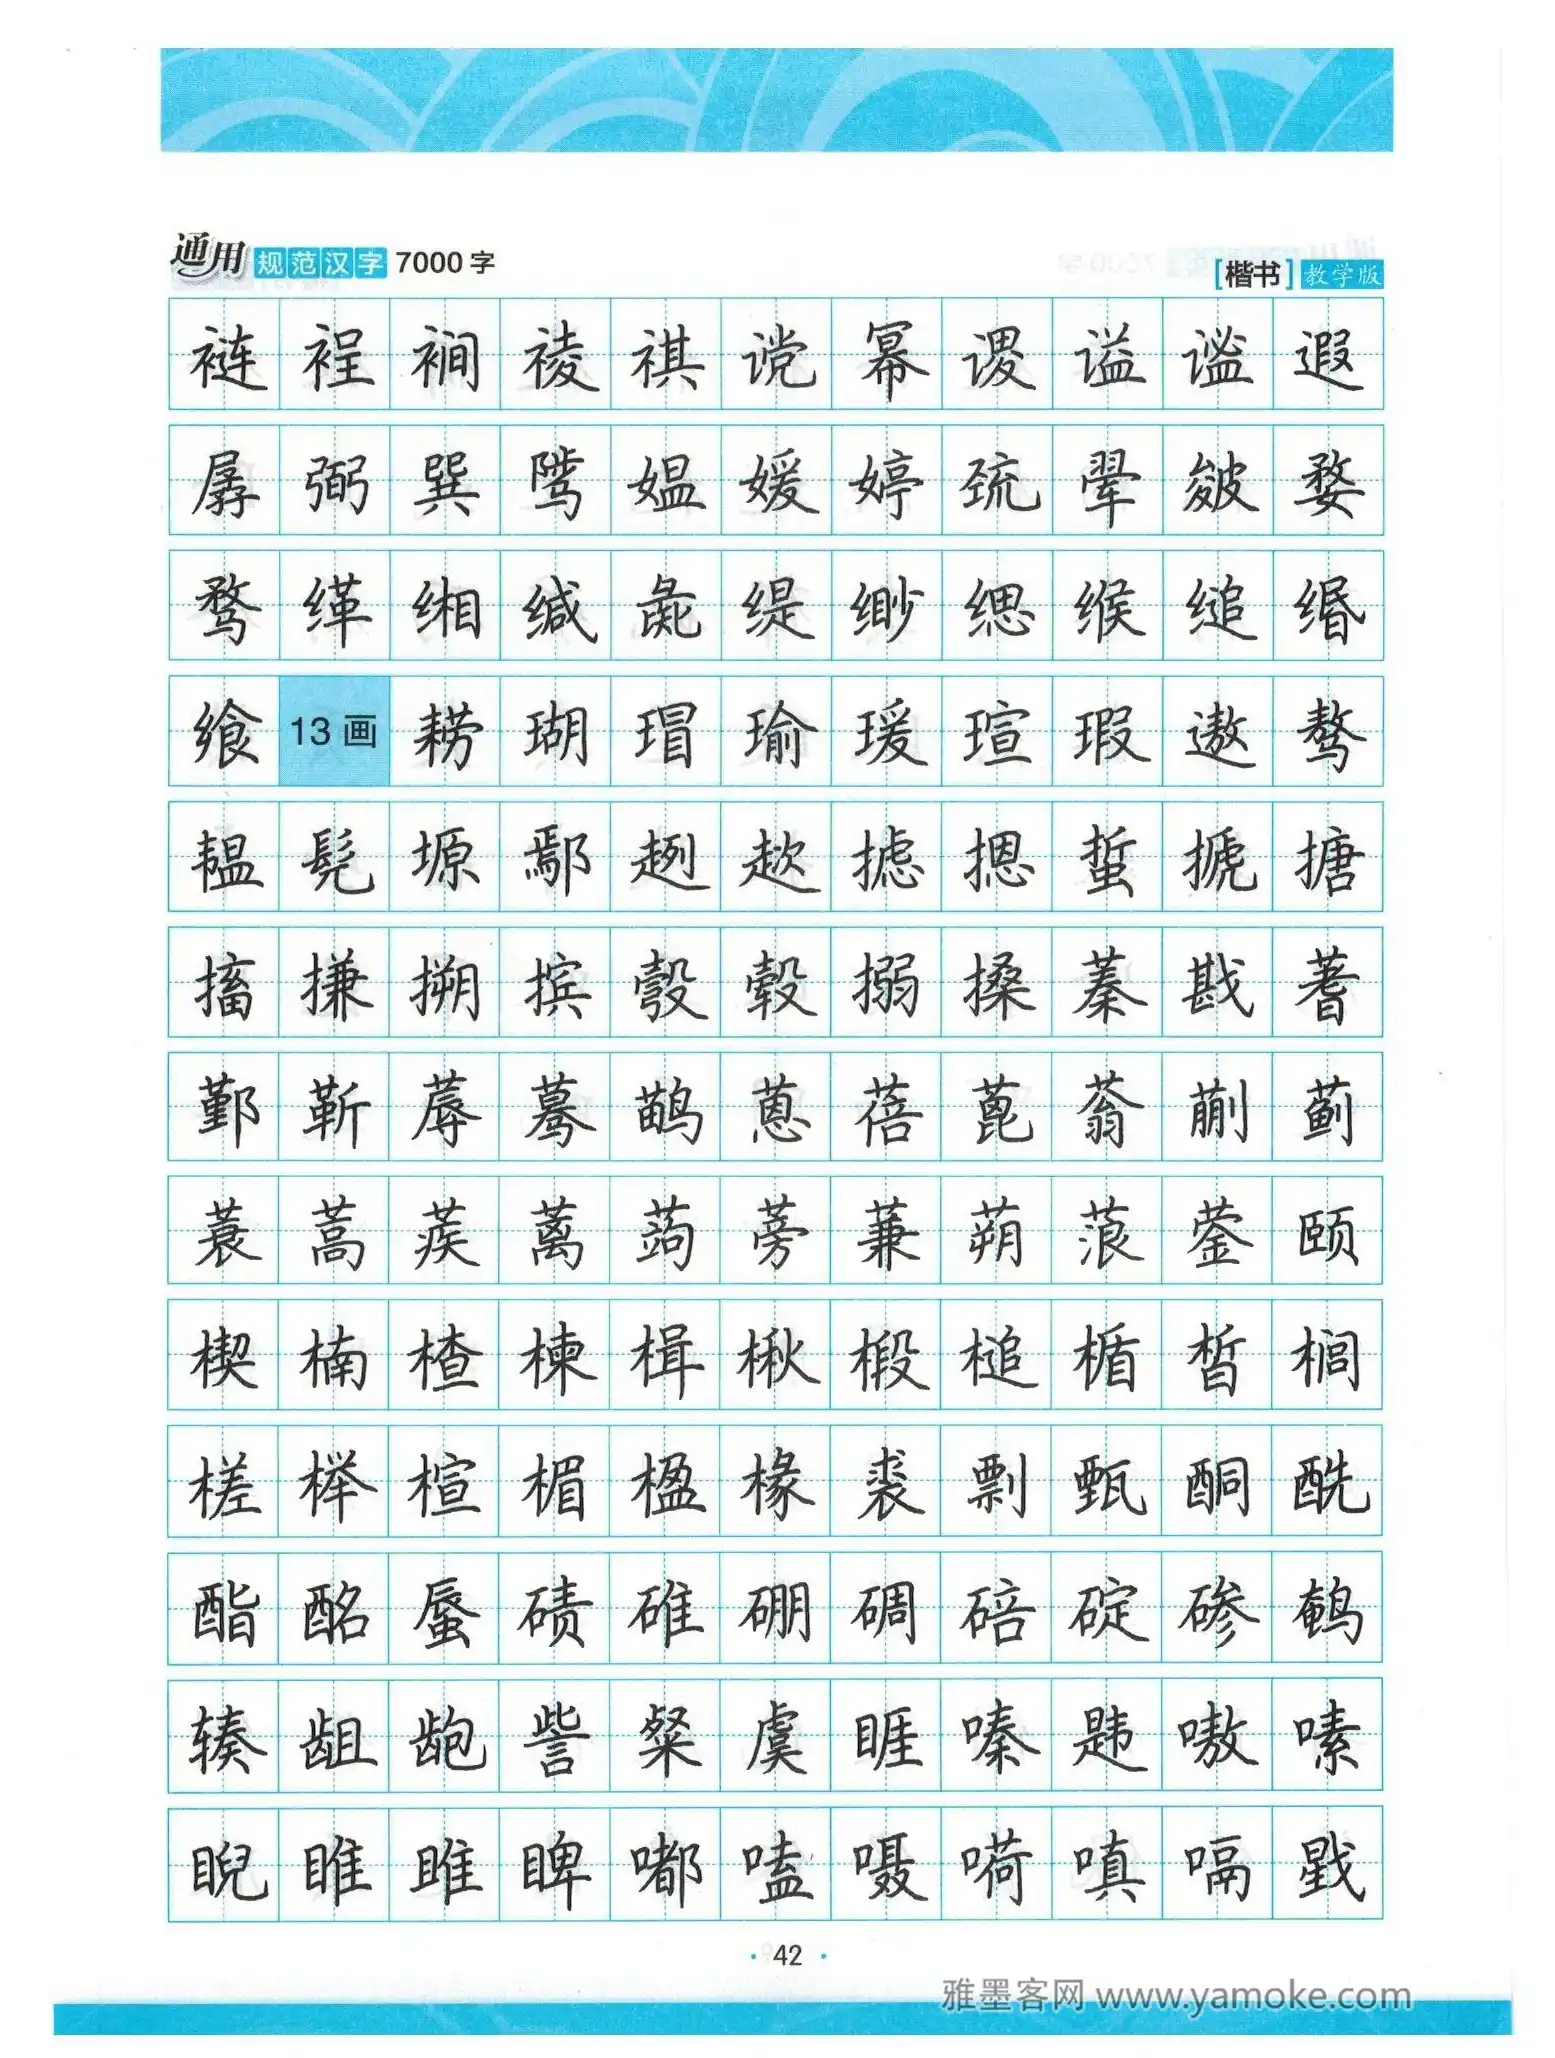 通用规范汉字7000字
[楷书]教学版
裢 裎 裥 祾 祺 谠 幂 谡 谥 谧 遐
孱 弼 巽 骘 媪 媛 婷 巯 翚 皴 婺
骛 缂 缃 缄 彘 缇 缈 缌 缑 缒 缗
飨 13画 耢 瑚 瑁 瑜 瑗 瑄 瑕 遨 骜
韫 髡 塬 鄢 趔 趑 摅 摁 蜇 搋 搪
搐 搛 搠 摈 彀 毂 搦 搡 蓁 戡 蓍
鄞 靳 蓐 蓦 鹋 蒽 蓓 蓖 蓊 蒯 蓟
蓑 蒿 蒺 蓠 蒟 蒡 蒹 蒴 蒗 蓥 颐
楔 楠 楂 楝 楫 楸 椴 槌 楯 皙 榈
槎 榉 楦 楣 楹 椽 裘 剽 甄 酮 酰
酯 酩 蜃 碛 碓 硼 碉 碚 碇 碜 鹌
辏 龃 龅 訾 粲 虞 睚 嗪 韪 嗷 嗉
睨 睢 雎 睥 嘟 嗑 嗫 嗬 嗔 嗝 戥
·42·
雅墨客网 www.yamoke.com